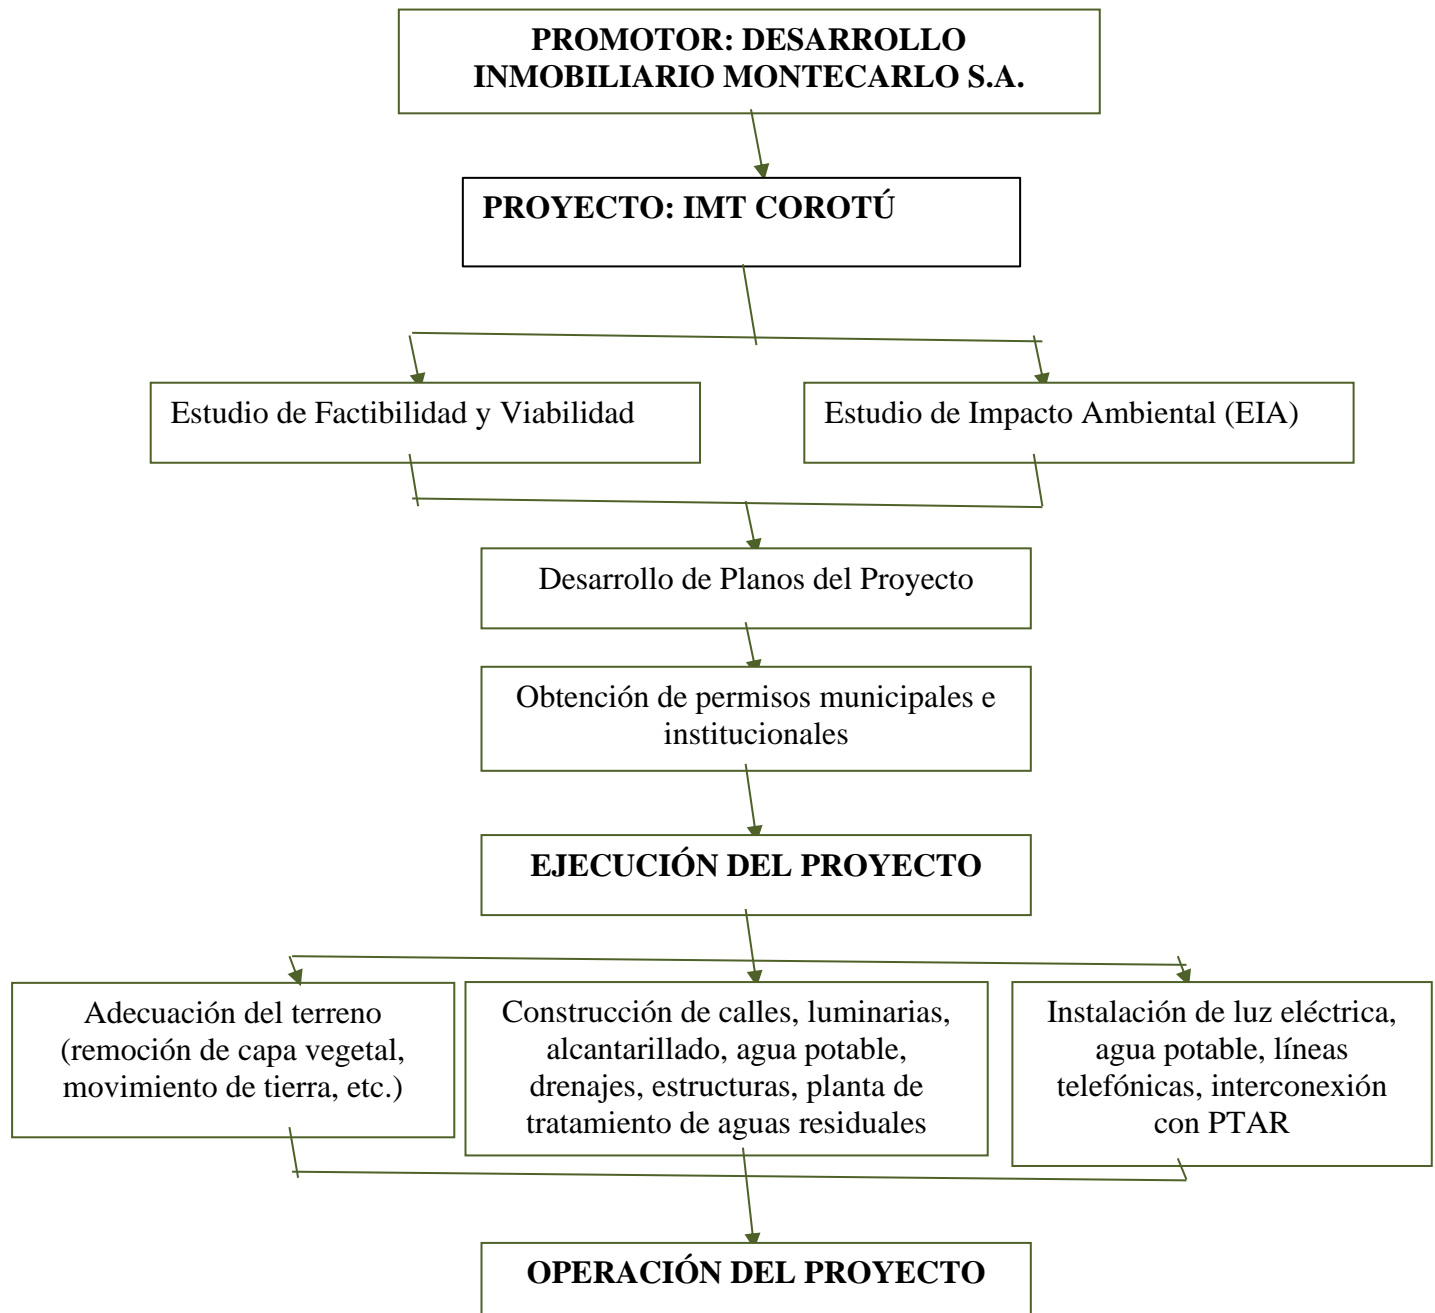 PROMOTOR: DESARROLLO
INMOBILIARIO MONTECARLO S.A.
PROYECTO: IMT COROTÚ
Estudio de Factibilidad y Viabilidad
Estudio de Impacto Ambiental (EIA)
Desarrollo de Planos del Proyecto
Obtención de permisos municipales e
institucionales
EJECUCIÓN DEL PROYECTO
Adecuación del terreno
(remoción de capa vegetal,
movimiento de tierra, etc.)
Construcción de calles, luminarias,
alcantarillado, agua potable,
drenajes, estructuras, planta de
tratamiento de aguas residuales
Instalación de luz eléctrica,
agua potable, líneas
telefónicas, interconexión
con PTAR
OPERACIÓN DEL PROYECTO